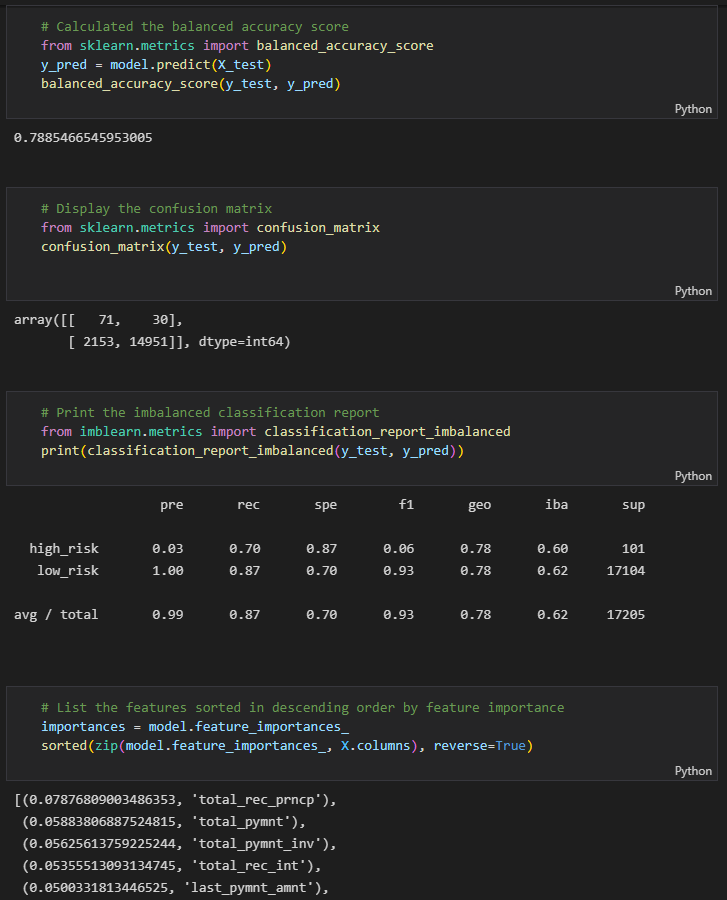 # Calculated the balanced accuracy score
from sklearn.metrics import balanced_accuracy_score
y_pred = model.predict(X_test)
balanced_accuracy_score(y_test, y_pred)
Python
0.7885466545953005
# Display the confusion matrix
from sklearn.metrics import confusion_matrix
confusion_matrix(y_test, y_pred)
Python
array([[   71,    30],
       [ 2153, 14951]], dtype=int64)
# Print the imbalanced classification report
from imblearn.metrics import classification_report_imbalanced
print(classification_report_imbalanced(y_test, y_pred))
Python
                   pre       rec       spe        f1       geo       iba       sup
  high_risk       0.03      0.70      0.87      0.06      0.78      0.60       101
   low_risk       1.00      0.87      0.70      0.93      0.78      0.62     17104
avg / total       0.99      0.87      0.70      0.93      0.78      0.62     17205
# List the features sorted in descending order by feature importance
importances = model.feature_importances_
sorted(zip(model.feature_importances_, X.columns), reverse=True)
Python
[(0.07876809003486353, 'total_rec_prncp'),
 (0.05883806887524815, 'total_pymnt'),
 (0.05625613759225244, 'total_pymnt_inv'),
 (0.05355513093134745, 'total_rec_int'),
 (0.0500331813446525, 'last_pymnt_amnt'),